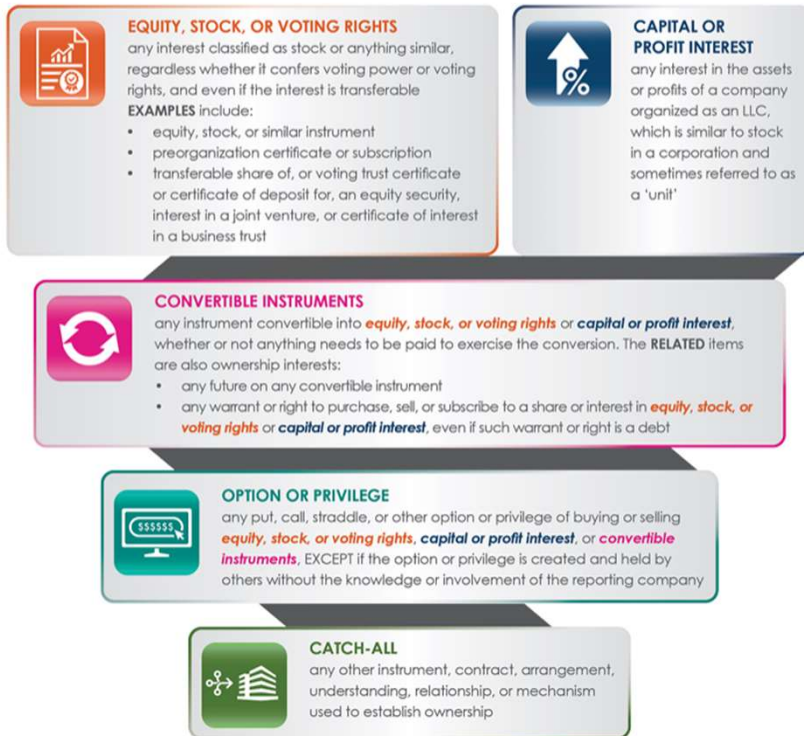 EQUITY, STOCK, OR VOTING RIGHTS
any interest classified as stock or anything similar,
regardless whether it confers voting power or voting
rights, and even if the interest is transferable
EXAMPLES include:
• equity, stock, or similar instrument
• preorganization certificate or subscription
• transferable share of, or voting trust certificate
or certificate of deposit for, an equity security,
interest in a joint venture, or certificate of interest
in a business trust
CAPITAL OR
PROFIT INTEREST
any interest in the assets
or profits of a company
organized as an LLC,
which is similar to stock
in a corporation and
sometimes referred to as
a ‘unit’
%
CONVERTIBLE INSTRUMENTS
any instrument convertible into equity, stock, or voting rights or capital or profit interest,
whether or not anything needs to be paid to exercise the conversion. The RELATED items
are also ownership interests:
• any future on any convertible instrument
• any warrant or right to purchase, sell, or subscribe to a share or interest in equity, stock, or
voting rights or capital or profit interest, even if such warrant or right is a debt
OPTION OR PRIVILEGE
any put, call, straddle, or other option or privilege of buying or selling
equity, stock, or voting rights, capital or profit interest, or convertible
instruments, EXCEPT if the option or privilege is created and held by
others without the knowledge or involvement of the reporting company
$$$$$$
CATCH-ALL
any other instrument, contract, arrangement,
understanding, relationship, or mechanism
used to establish ownership